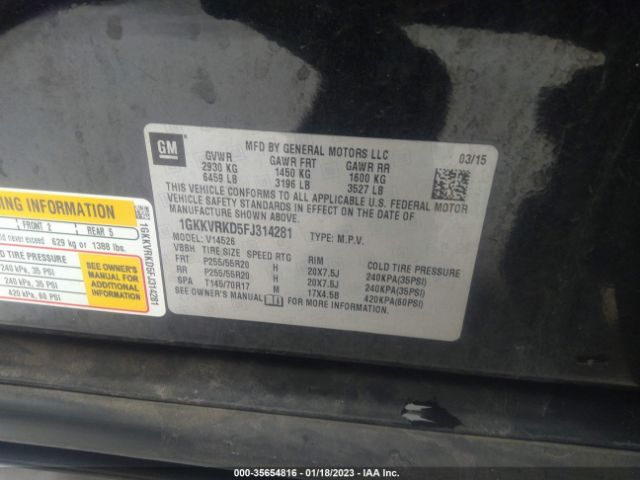 GM
MFD BY GENERAL MOTORS LLC
03/15
GVWR GAWR FRT GAWR RR
2930 KG 1450 KG 1600 KG
6459 LB 3196 LB 3527 LB
THIS VEHICLE CONFORMS TO ALL APPLICABLE U.S. FEDERAL MOTOR
VEHICLE SAFETY STANDARDS IN EFFECT ON THE DATE OF
MANUFACTURE SHOWN ABOVE.
1GKKVRKD5FJ314281 TYPE: M.P.V.
MODEL: V14526
VBBH TIRE SIZE SPEED RTG RIM COLD TIRE PRESSURE
FRT P255/55R20 H 20X7.5J 240KPA(35PSI)
RR P255/55R20 H 20X7.5J 240KPA(35PSI)
SPA T145/70R17 M 17X4.5B 420KPA(60PSI)
SEE OWNER'S MANUAL FOR MORE INFORMATION.
ING INFORMATION
FRONT 2 REAR 5
never exceed 629 kg or 1388 lbs.
COLD TIRE PRESSURE
240 kPa, 35 PSI
240 kPa, 35 PSI
420 kPa, 60 PSI
SEE OWNER'S
MANUAL FOR
ADDITIONAL
INFORMATION
1GKKVRKD5FJ314281
000-35654816 - 01/18/2023 - IAA Inc.